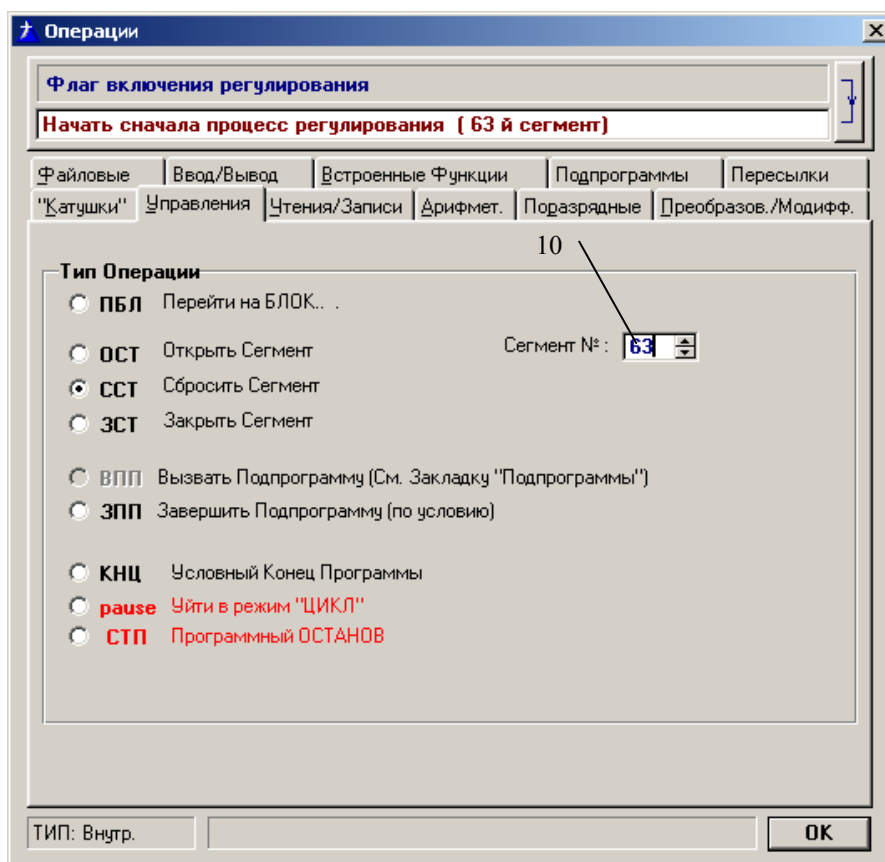 Операции
Флаг включения регулирования
Начать сначала процесс регулирования ( 63 й сегмент)
Файловые Ввод/Вывод Встроенные Функции Подпрограммы Пересылки
"Катушки" Управления Чтения/Записи Арифмет. Поразрядные Преобразов./Модифф.
10
Тип Операции
ПБЛ Перейти на БЛОК.. .
ОСТ Открыть Сегмент Сегмент № : 63
ССТ Сбросить Сегмент
ЗСТ Закрыть Сегмент
ВПП Вызвать Подпрограмму (См. Закладку "Подпрограммы")
ЗПП Завершить Подпрограмму (по условию)
КНЦ Условный Конец Программы
pause Уйти в режим "ЦИКЛ"
СТП Программный ОСТАНОВ
ТИП: Внутр. OK